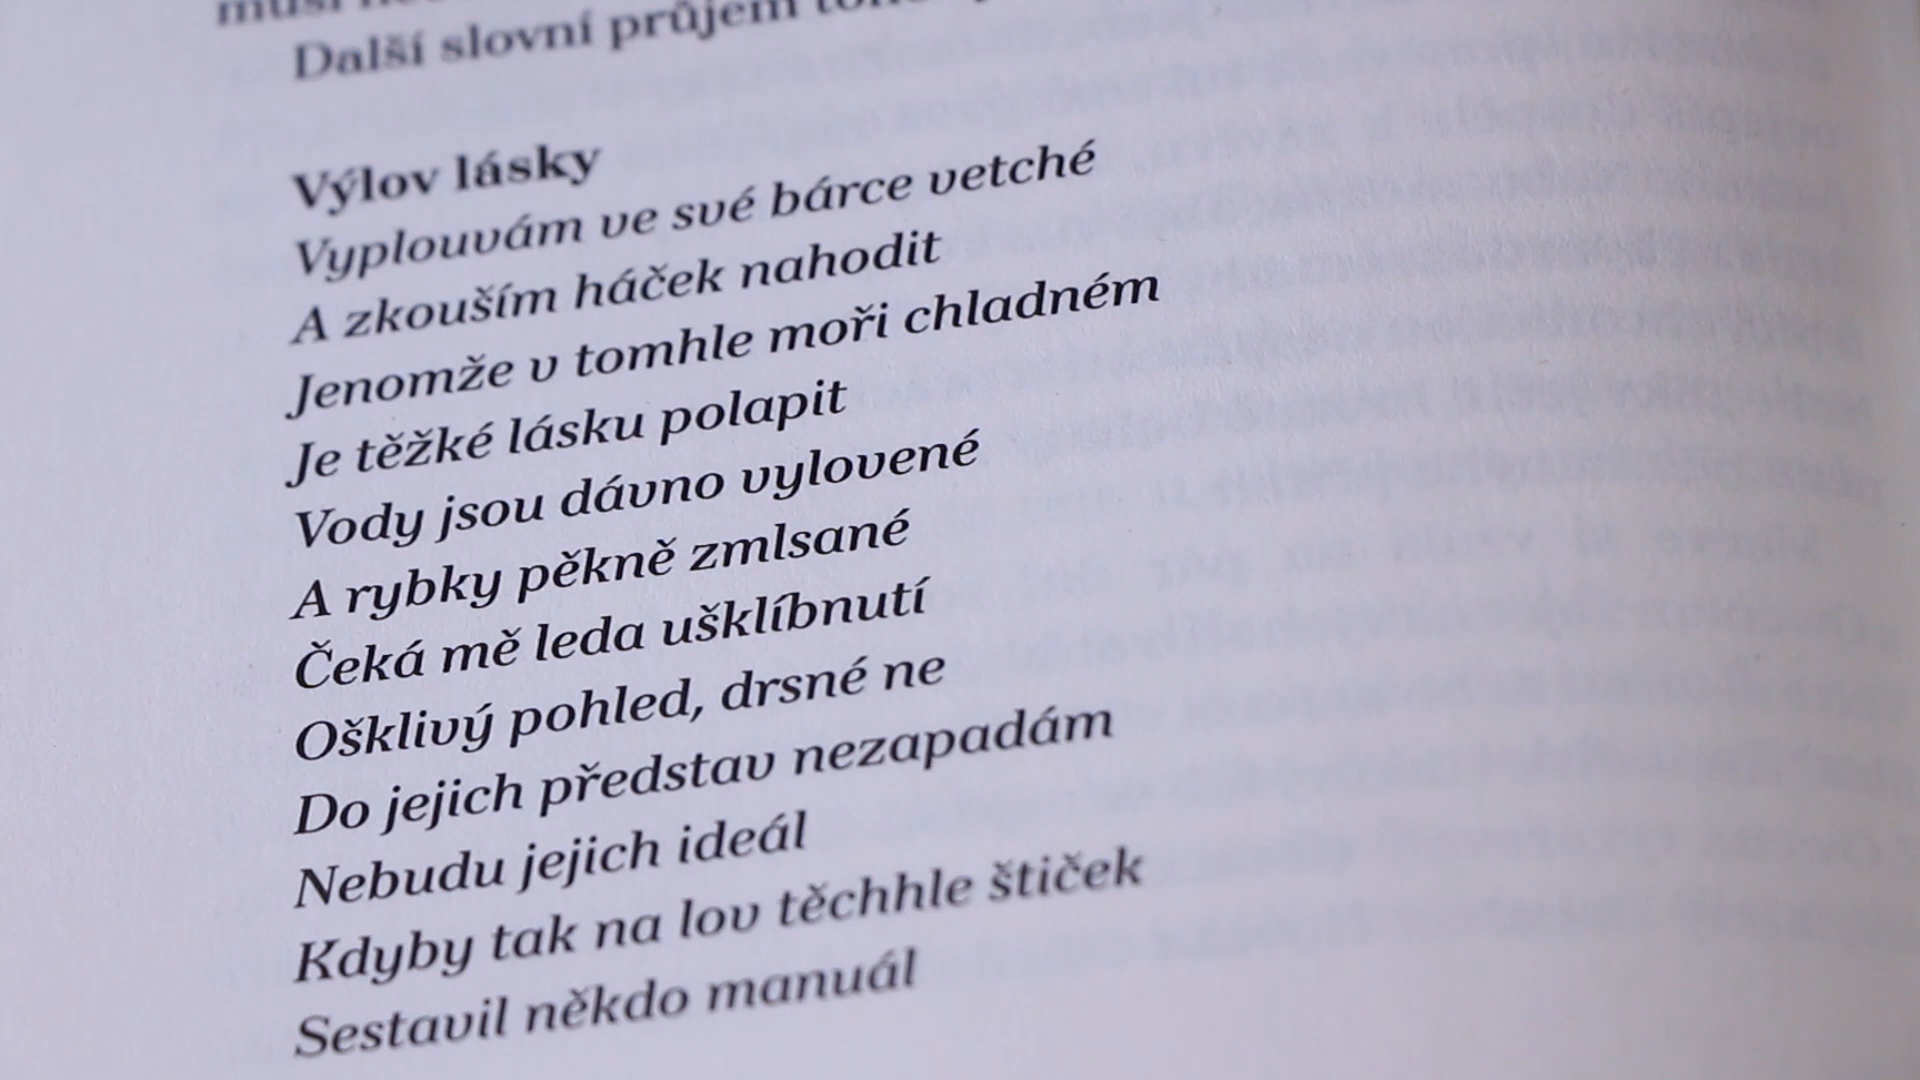 Další slovní průjem
Výlov lásky
Vyplouvám ve své bárce vetché
A zkouším háček nahodit
Jenomže v tomhle moři chladném
Je těžké lásku polapit
Vody jsou dávno vylovené
A rybky pěkně zmlsané
Čeká mě leda ušklíbnutí
Ošklivý pohled, drsné ne
Do jejich představ nezapadám
Nebudu jejich ideál
Kdyby tak na lov těchhle štiček
Sestavil někdo manuál